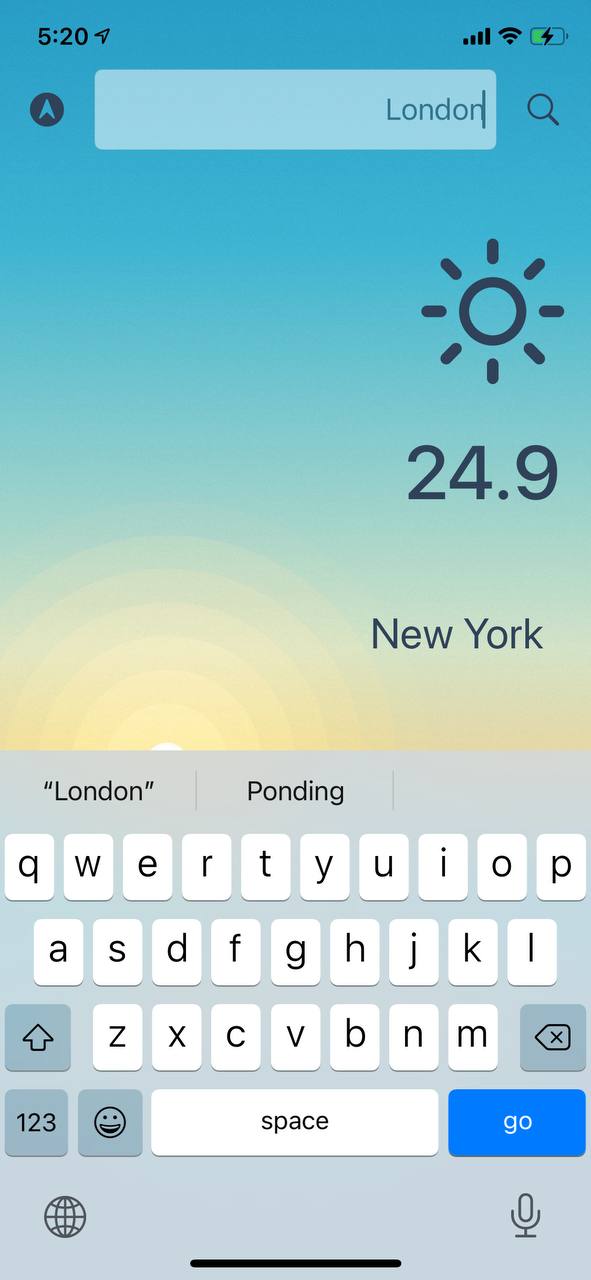 5:20
London
24.9
New York
“London” Ponding
q w e r t y u i o p
a s d f g h j k l
z x c v b n m
123 space go